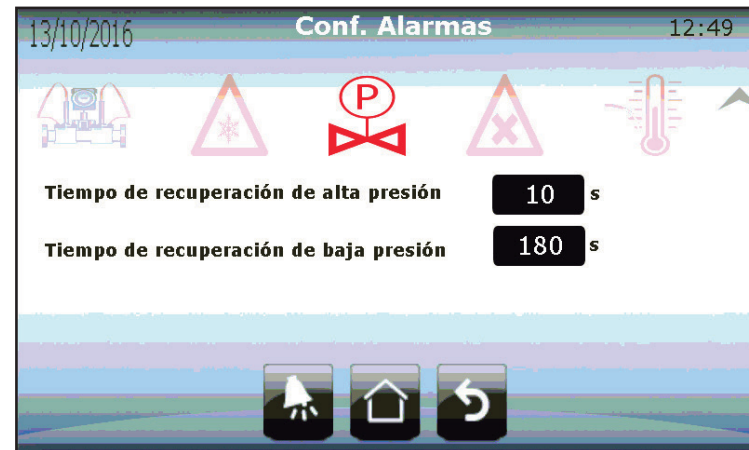 13/10/2016 Conf. Alarmas 12:49
P
Tiempo de recuperación de alta presión 10 s
Tiempo de recuperación de baja presión 180 s